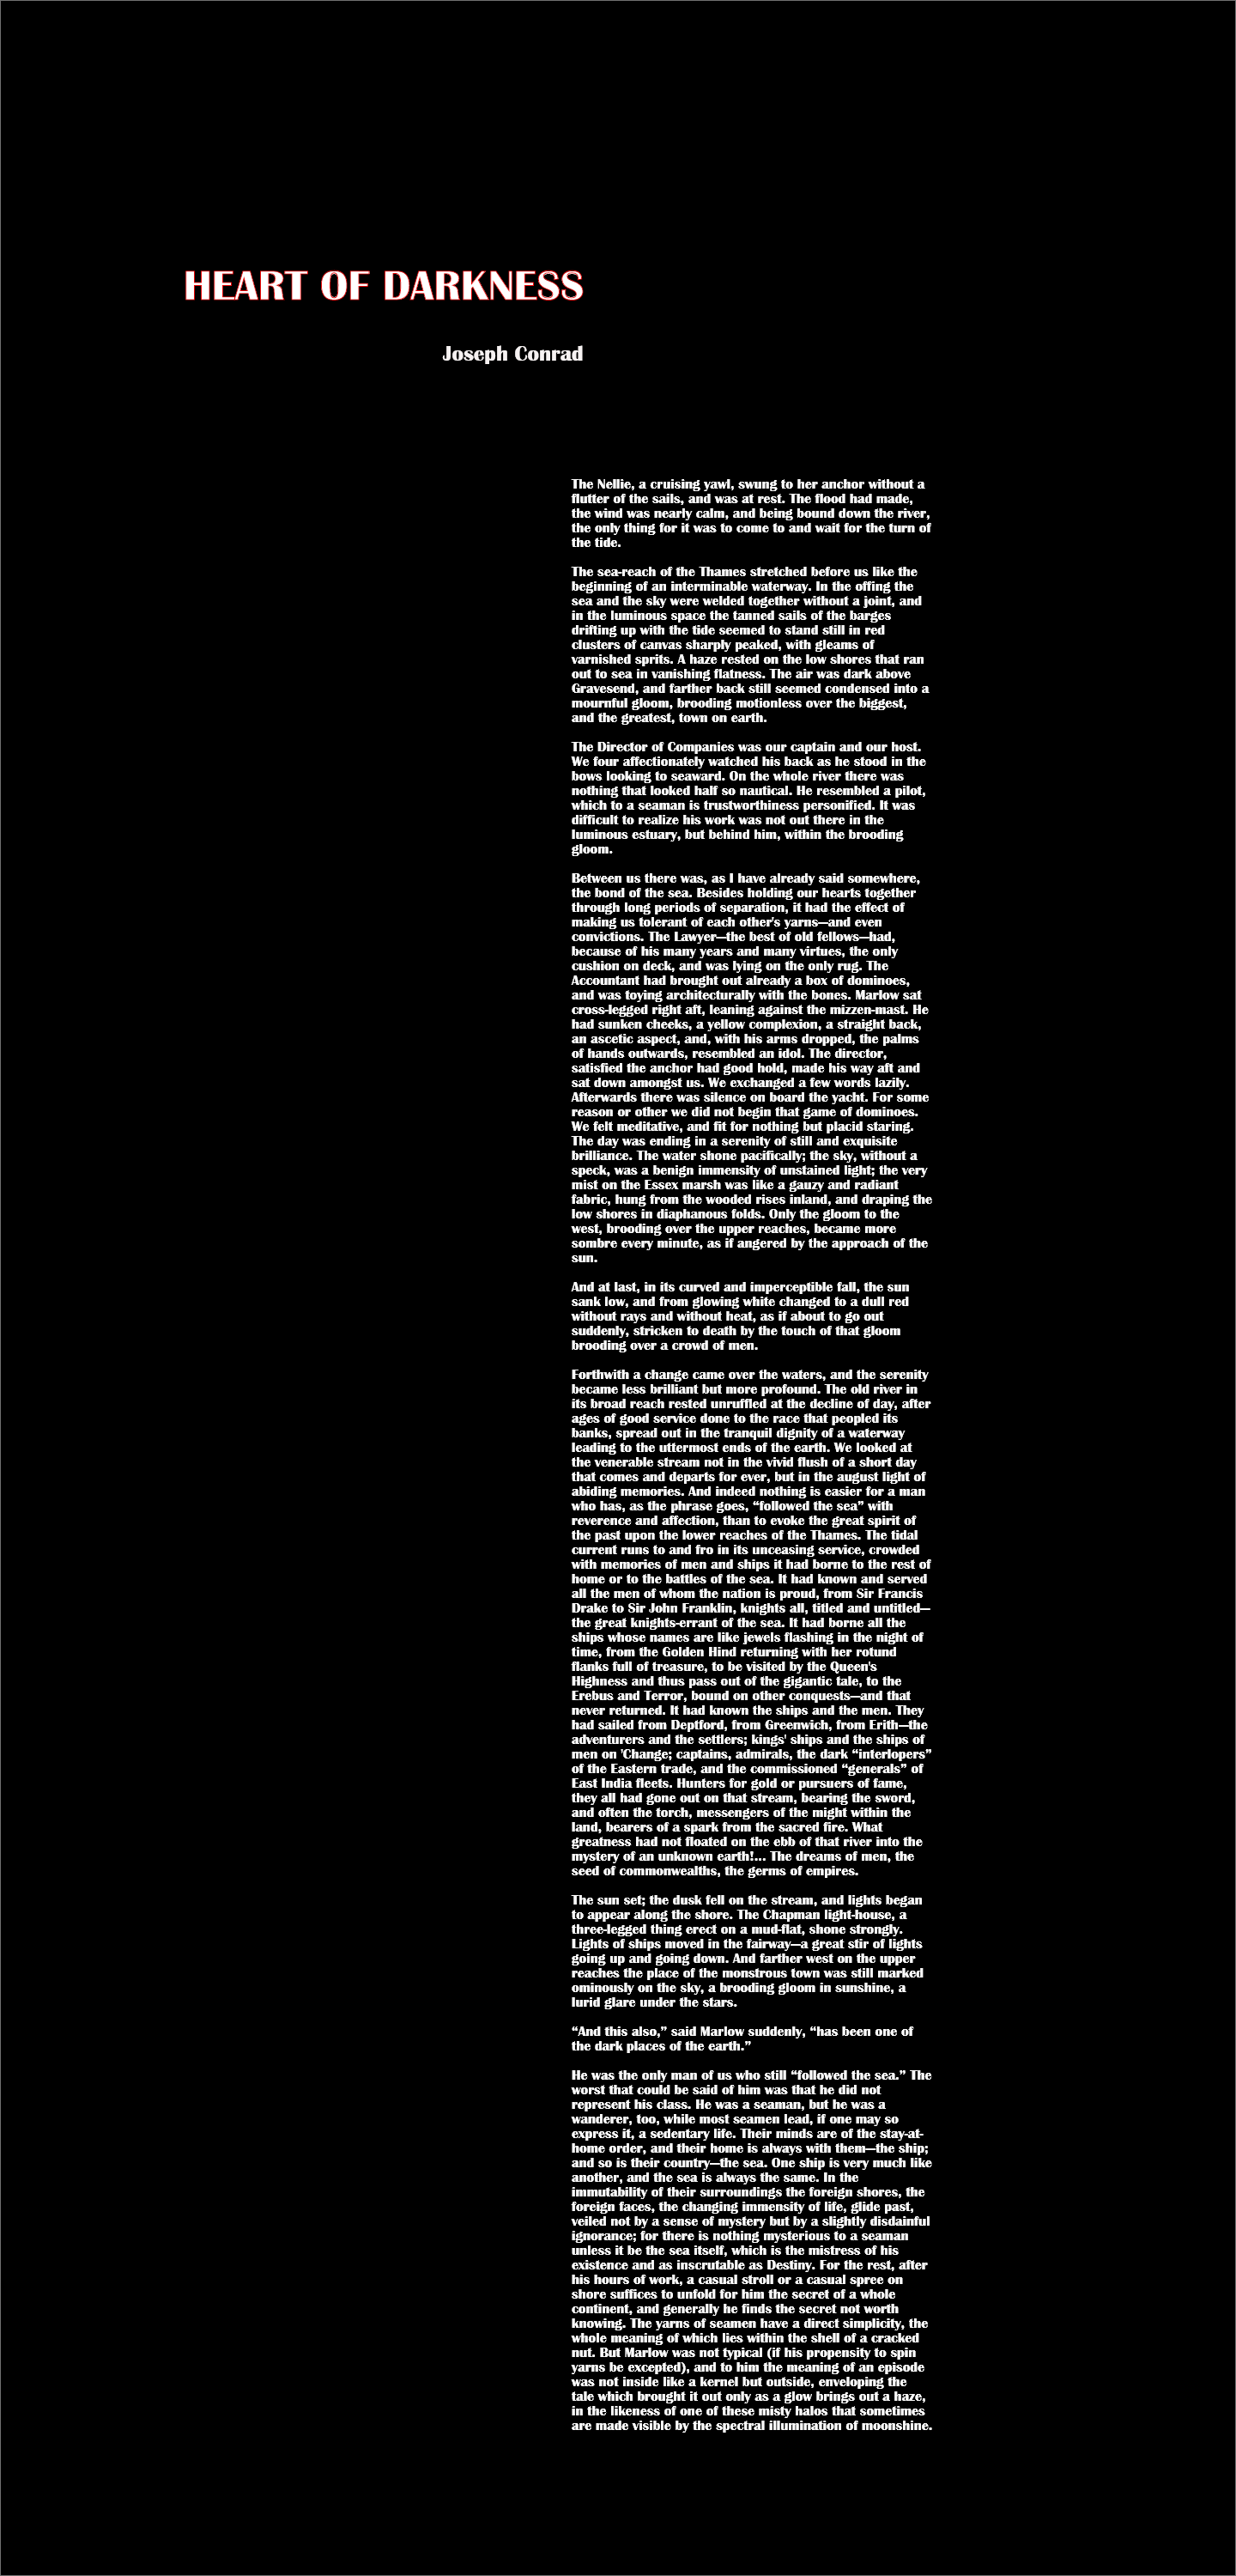 HEART OF DARKNESS
Joseph Conrad
The Nellie, a cruising yawl, swung to her anchor without a
flutter of the sails, and was at rest. The flood had made,
the wind was nearly calm, and being bound down the river,
the only thing for it was to come to and wait for the turn of
the tide.
The sea-reach of the Thames stretched before us like the
beginning of an interminable waterway. In the offing the
sea and the sky were welded together without a joint, and
in the luminous space the tanned sails of the barges
drifting up with the tide seemed to stand still in red
clusters of canvas sharply peaked, with gleams of
varnished sprits. A haze rested on the low shores that ran
out to sea in vanishing flatness. The air was dark above
Gravesend, and farther back still seemed condensed into a
mournful gloom, brooding motionless over the biggest,
and the greatest, town on earth.
The Director of Companies was our captain and our host.
We four affectionately watched his back as he stood in the
bows looking to seaward. On the whole river there was
nothing that looked half so nautical. He resembled a pilot,
which to a seaman is trustworthiness personified. It was
difficult to realize his work was not out there in the
luminous estuary, but behind him, within the brooding
gloom.
Between us there was, as I have already said somewhere,
the bond of the sea. Besides holding our hearts together
through long periods of separation, it had the effect of
making us tolerant of each other's yarns—and even
convictions. The Lawyer—the best of old fellows—had,
because of his many years and many virtues, the only
cushion on deck, and was lying on the only rug. The
Accountant had brought out already a box of dominoes,
and was toying architecturally with the bones. Marlow sat
cross-legged right aft, leaning against the mizzen-mast. He
had sunken cheeks, a yellow complexion, a straight back,
an ascetic aspect, and, with his arms dropped, the palms
of hands outwards, resembled an idol. The director,
satisfied the anchor had good hold, made his way aft and
sat down amongst us. We exchanged a few words lazily.
Afterwards there was silence on board the yacht. For some
reason or other we did not begin that game of dominoes.
We felt meditative, and fit for nothing but placid staring.
The day was ending in a serenity of still and exquisite
brilliance. The water shone pacifically; the sky, without a
speck, was a benign immensity of unstained light; the very
mist on the Essex marsh was like a gauzy and radiant
fabric, hung from the wooded rises inland, and draping the
low shores in diaphanous folds. Only the gloom to the
west, brooding over the upper reaches, became more
sombre every minute, as if angered by the approach of the
sun.
And at last, in its curved and imperceptible fall, the sun
sank low, and from glowing white changed to a dull red
without rays and without heat, as if about to go out
suddenly, stricken to death by the touch of that gloom
brooding over a crowd of men.
Forthwith a change came over the waters, and the serenity
became less brilliant but more profound. The old river in
its broad reach rested unruffled at the decline of day, after
ages of good service done to the race that peopled its
banks, spread out in the tranquil dignity of a waterway
leading to the uttermost ends of the earth. We looked at
the venerable stream not in the vivid flush of a short day
that comes and departs for ever, but in the august light of
abiding memories. And indeed nothing is easier for a man
who has, as the phrase goes, “followed the sea” with
reverence and affection, than to evoke the great spirit of
the past upon the lower reaches of the Thames. The tidal
current runs to and fro in its unceasing service, crowded
with memories of men and ships it had borne to the rest of
home or to the battles of the sea. It had known and served
all the men of whom the nation is proud, from Sir Francis
Drake to Sir John Franklin, knights all, titled and untitled—
the great knights-errant of the sea. It had borne all the
ships whose names are like jewels flashing in the night of
time, from the Golden Hind returning with her rotund
flanks full of treasure, to be visited by the Queen's
Highness and thus pass out of the gigantic tale, to the
Erebus and Terror, bound on other conquests—and that
never returned. It had known the ships and the men. They
had sailed from Deptford, from Greenwich, from Erith—the
adventurers and the settlers; kings' ships and the ships of
men on 'Change; captains, admirals, the dark “interlopers”
of the Eastern trade, and the commissioned “generals” of
East India fleets. Hunters for gold or pursuers of fame,
they all had gone out on that stream, bearing the sword,
and often the torch, messengers of the might within the
land, bearers of a spark from the sacred fire. What
greatness had not floated on the ebb of that river into the
mystery of an unknown earth!... The dreams of men, the
seed of commonwealths, the germs of empires.
The sun set; the dusk fell on the stream, and lights began
to appear along the shore. The Chapman light-house, a
three-legged thing erect on a mud-flat, shone strongly.
Lights of ships moved in the fairway—a great stir of lights
going up and going down. And farther west on the upper
reaches the place of the monstrous town was still marked
ominously on the sky, a brooding gloom in sunshine, a
lurid glare under the stars.
“And this also,” said Marlow suddenly, “has been one of
the dark places of the earth.”
He was the only man of us who still “followed the sea.” The
worst that could be said of him was that he did not
represent his class. He was a seaman, but he was a
wanderer, too, while most seamen lead, if one may so
express it, a sedentary life. Their minds are of the stay-at-
home order, and their home is always with them—the ship;
and so is their country—the sea. One ship is very much like
another, and the sea is always the same. In the
immutability of their surroundings the foreign shores, the
foreign faces, the changing immensity of life, glide past,
veiled not by a sense of mystery but by a slightly disdainful
ignorance; for there is nothing mysterious to a seaman
unless it be the sea itself, which is the mistress of his
existence and as inscrutable as Destiny. For the rest, after
his hours of work, a casual stroll or a casual spree on
shore suffices to unfold for him the secret of a whole
continent, and generally he finds the secret not worth
knowing. The yarns of seamen have a direct simplicity, the
whole meaning of which lies within the shell of a cracked
nut. But Marlow was not typical (if his propensity to spin
yarns be excepted), and to him the meaning of an episode
was not inside like a kernel but outside, enveloping the
tale which brought it out only as a glow brings out a haze,
in the likeness of one of these misty halos that sometimes
are made visible by the spectral illumination of moonshine.